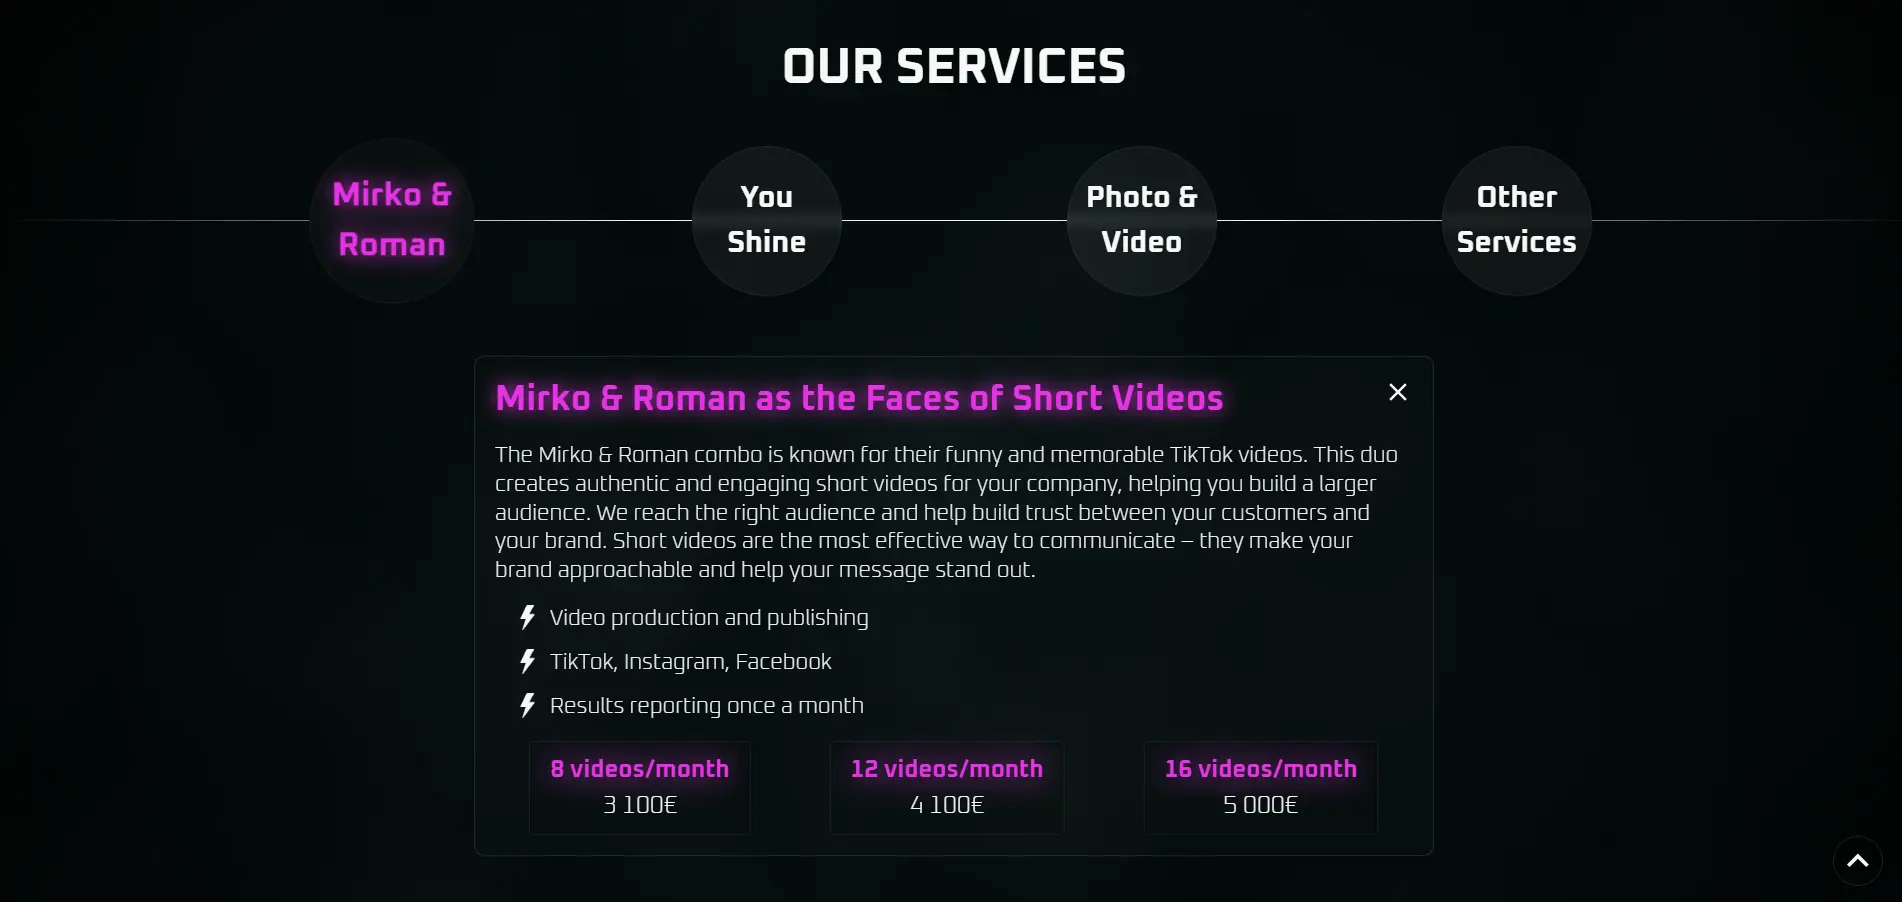 OUR SERVICES
Mirko &
Roman
You
Shine
Photo &
Video
Other
Services
Mirko & Roman as the Faces of Short Videos
The Mirko & Roman combo is known for their funny and memorable TikTok videos. This duo
creates authentic and engaging short videos for your company, helping you build a larger
audience. We reach the right audience and help build trust between your customers and
your brand. Short videos are the most effective way to communicate – they make your
brand approachable and help your message stand out.
Video production and publishing
TikTok, Instagram, Facebook
Results reporting once a month
8 videos/month
3 100€
12 videos/month
4 100€
16 videos/month
5 000€